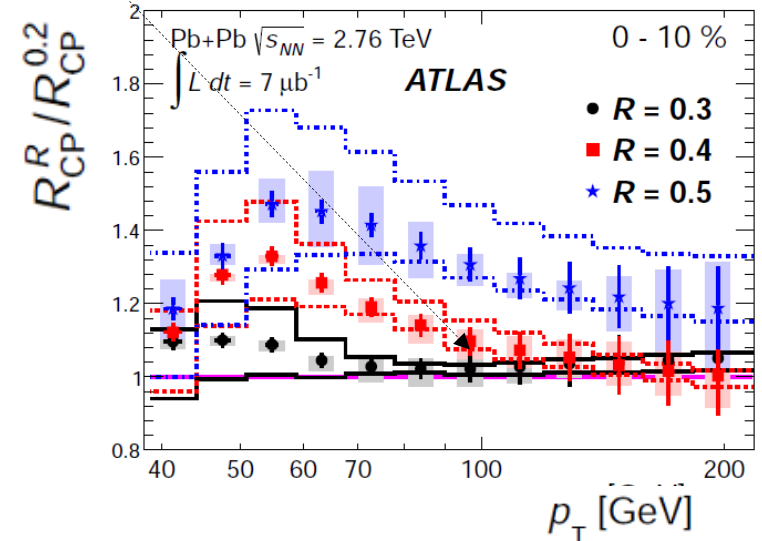 R^R_CP / R^0.2_CP
Pb+Pb √s_NN = 2.76 TeV
0 - 10 %
∫ L dt = 7 μb⁻¹
ATLAS
R = 0.3
R = 0.4
R = 0.5
2
1.8
1.6
1.4
1.2
1
0.8
40 50 60 70 100 200
p_T [GeV]